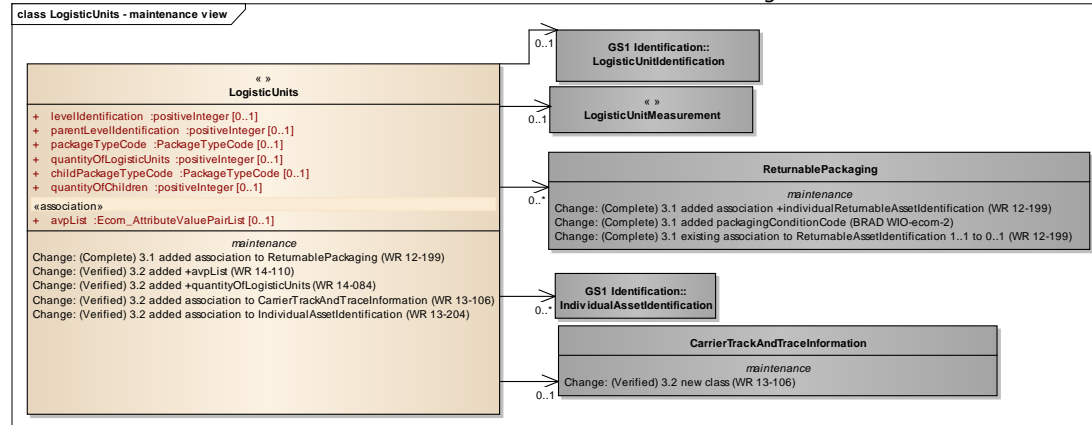 class LogisticUnits - maintenance view
« »
LogisticUnits
+ levelIdentification :positiveInteger [0..1]
+ parentLevelIdentification :positiveInteger [0..1]
+ packageTypeCode :PackageTypeCode [0..1]
+ quantityOfLogisticUnits :positiveInteger [0..1]
+ childPackageTypeCode :PackageTypeCode [0..1]
+ quantityOfChildren :positiveInteger [0..1]
«association»
+ avpList :Ecom_AttributeValuePairList [0..1]
maintenance
Change: (Complete) 3.1 added association to ReturnablePackaging (WR 12-199)
Change: (Verified) 3.2 added +avpList (WR 14-110)
Change: (Verified) 3.2 added +quantityOfLogisticUnits (WR 14-084)
Change: (Verified) 3.2 added association to CarrierTrackAndTraceInformation (WR 13-106)
Change: (Verified) 3.2 added association to IndividualAssetIdentification (WR 13-204)
0..1
GS1 Identification::
LogisticUnitIdentification
0..1
« »
LogisticUnitMeasurement
0..*
ReturnablePackaging
maintenance
Change: (Complete) 3.1 added association +individualReturnableAssetIdentification (WR 12-199)
Change: (Complete) 3.1 added packagingConditionCode (BRAD WIO-ecom-2)
Change: (Complete) 3.1 existing association to ReturnableAssetIdentification 1..1 to 0..1 (WR 12-199)
0..*
GS1 Identification::
IndividualAssetIdentification
0..1
CarrierTrackAndTraceInformation
maintenance
Change: (Verified) 3.2 new class (WR 13-106)